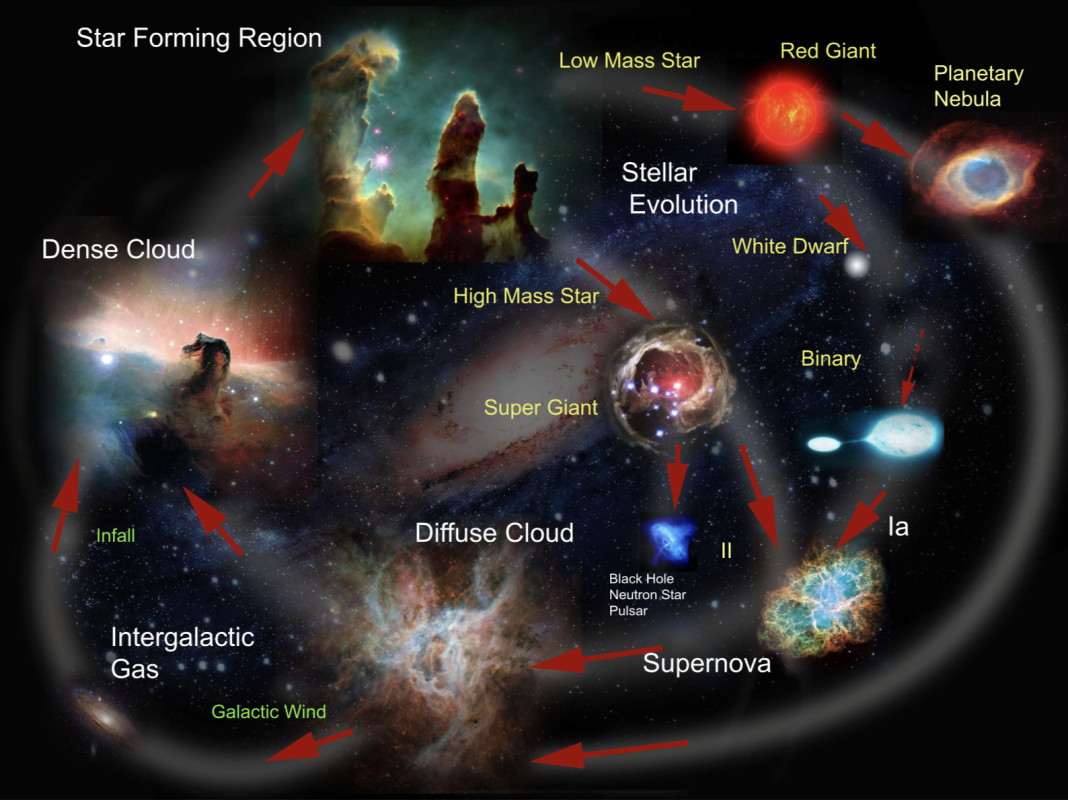 Star Forming Region
Low Mass Star
Red Giant
Planetary
Nebula
Stellar
Evolution
White Dwarf
Dense Cloud
High Mass Star
Binary
Super Giant
Infall
Diffuse Cloud
II
Ia
Black Hole
Neutron Star
Pulsar
Intergalactic
Gas
Supernova
Galactic Wind